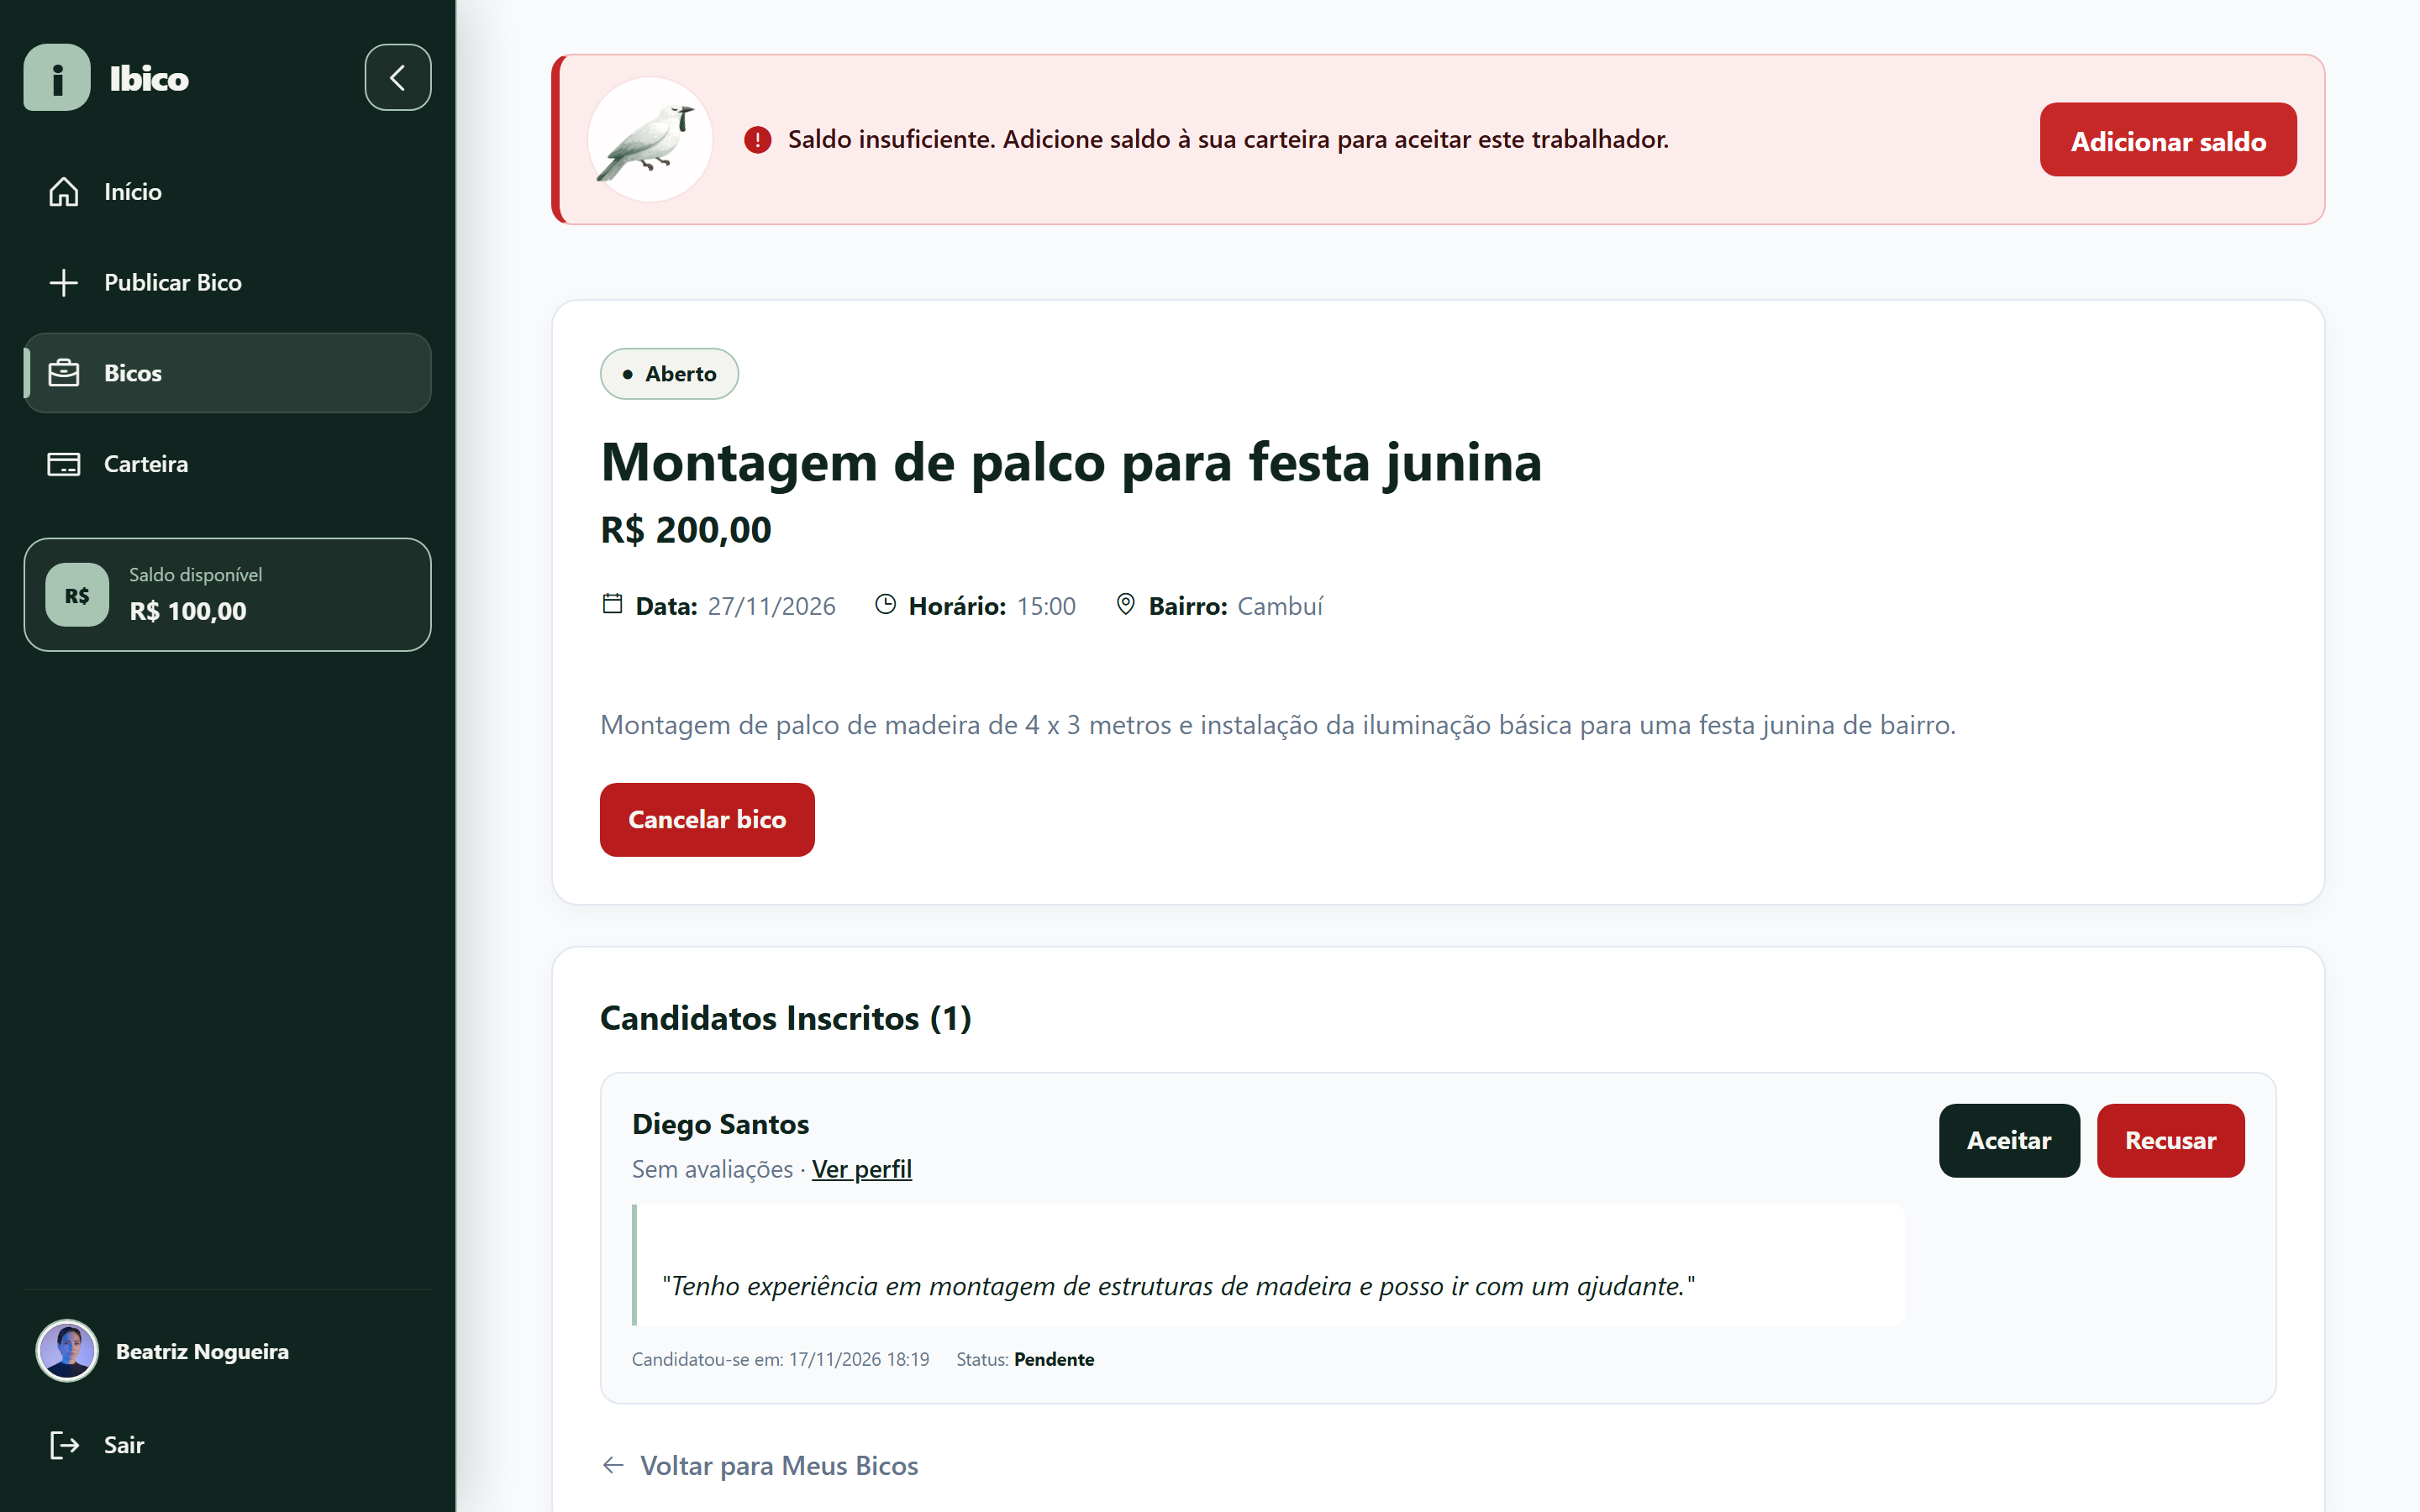 i
Ibico
Início
Publicar Bico
Bicos
Carteira
R$
Saldo disponível
R$ 100,00
Beatriz Nogueira
Sair
Saldo insuficiente. Adicione saldo à sua carteira para aceitar este trabalhador.
Adicionar saldo
Aberto
Montagem de palco para festa junina
R$ 200,00
Data: 27/11/2026 Horário: 15:00 Bairro: Cambuí
Montagem de palco de madeira de 4 x 3 metros e instalação da iluminação básica para uma festa junina de bairro.
Cancelar bico
Candidatos Inscritos (1)
Diego Santos
Sem avaliações · Ver perfil
Aceitar
Recusar
"Tenho experiência em montagem de estruturas de madeira e posso ir com um ajudante."
Candidatou-se em: 17/11/2026 18:19 Status: Pendente
← Voltar para Meus Bicos